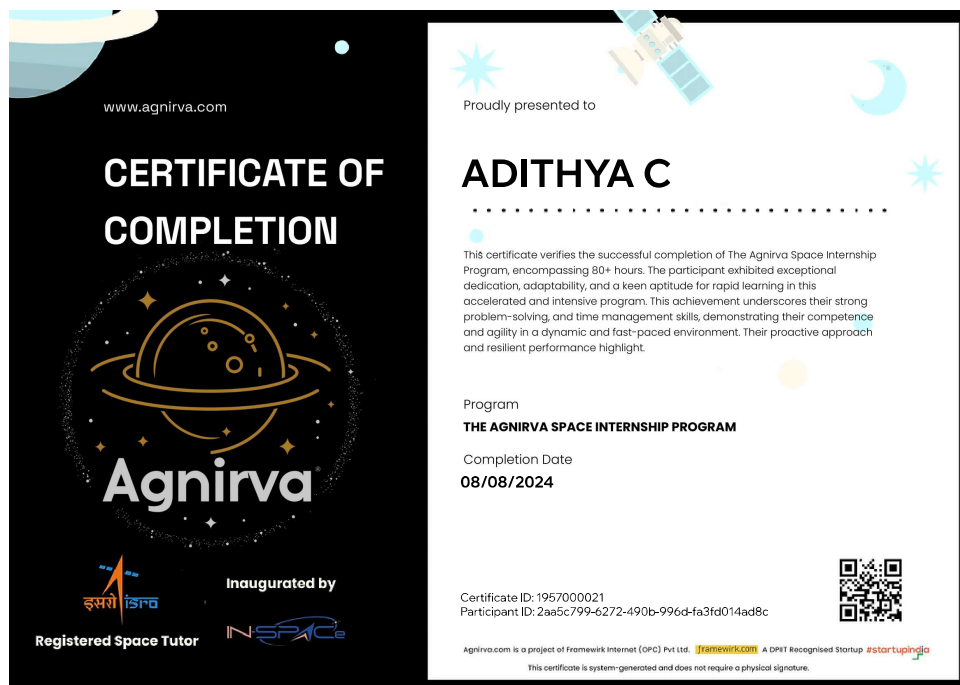 www.agnirva.com
CERTIFICATE OF
COMPLETION
Agnirva®
इसरो isro
Registered Space Tutor
Inaugurated by
IN-SPACe
Proudly presented to
ADITHYA C
This certificate verifies the successful completion of The Agnirva Space Internship
Program, encompassing 80+ hours. The participant exhibited exceptional
dedication, adaptability, and a keen aptitude for rapid learning in this
accelerated and intensive program. This achievement underscores their strong
problem-solving, and time management skills, demonstrating their competence
and agility in a dynamic and fast-paced environment. Their proactive approach
and resilient performance highlight.
Program
THE AGNIRVA SPACE INTERNSHIP PROGRAM
Completion Date
08/08/2024
Certificate ID: 1957000021
Participant ID: 2aa5c799-6272-490b-996d-fa3fd014ad8c
Agnirva.com is a project of Framewirk Internet (OPC) Pvt Ltd. framewirk.com A DPIIT Recognised Startup #startupindia
This certificate is system-generated and does not require a physical signature.